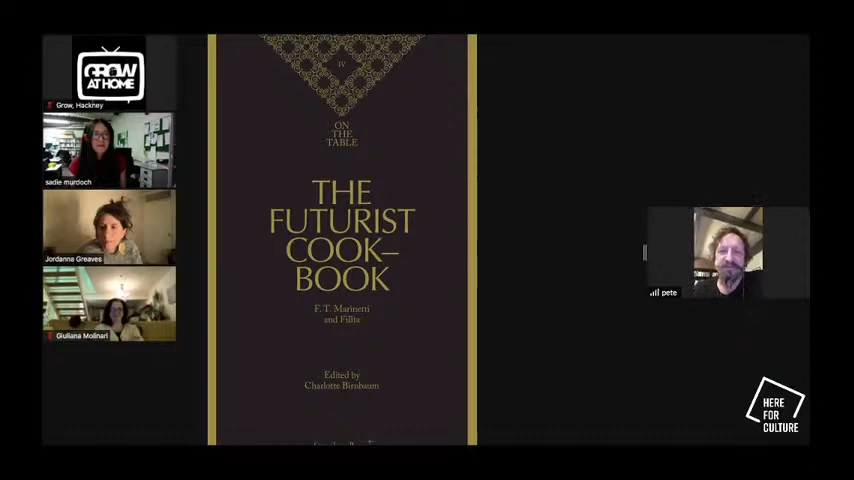 GROW
AT HOME
Grow, Hackney
sadie murdoch
Jordanna Greaves
Giuliana Molinari
IV
ON
THE
TABLE
THE
FUTURIST
COOK–
BOOK
F. T. Marinetti
and Fillìa
Edited by
Charlotte Birnbaum
pete
HERE
FOR
CULTURE